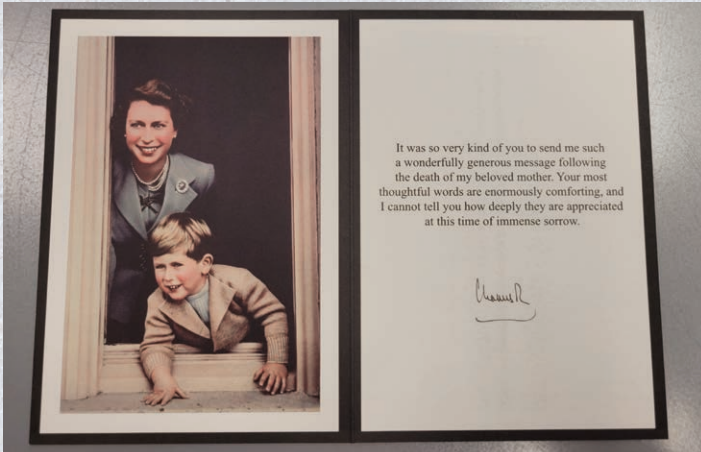 It was so very kind of you to send me such
a wonderfully generous message following
the death of my beloved mother. Your most
thoughtful words are enormously comforting, and
I cannot tell you how deeply they are appreciated
at this time of immense sorrow.
Charles R